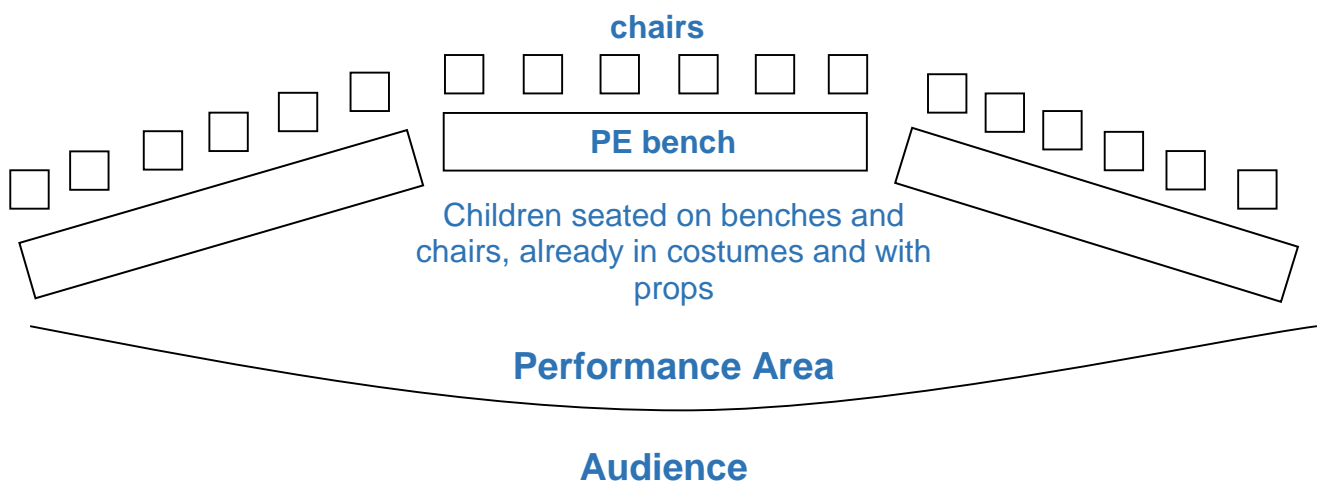 chairs
PE bench
Children seated on benches and
chairs, already in costumes and with
props
Performance Area
Audience